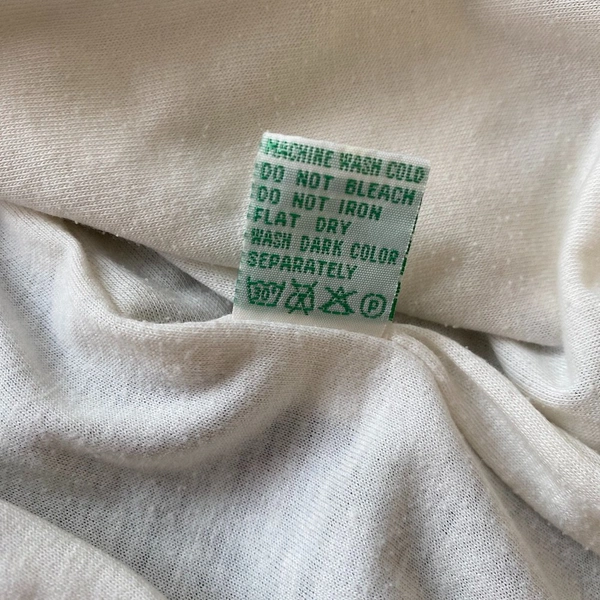 MACHINE WASH COLD
DO NOT BLEACH
DO NOT IRON
FLAT DRY
WASH DARK COLOR
SEPARATELY
30 P